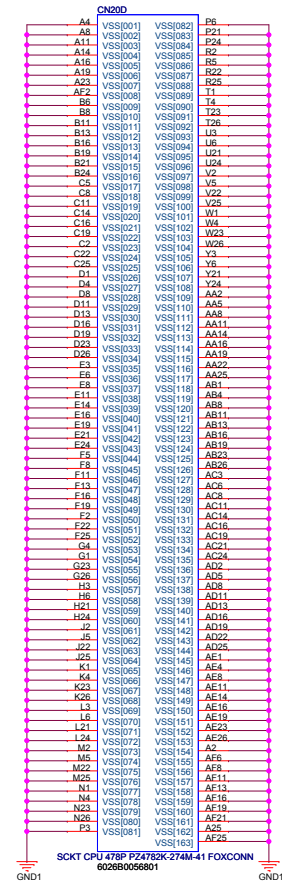 CN20D
A4 VSS[001] VSS[082] P6
A8 VSS[002] VSS[083] P21
A11 VSS[003] VSS[084] P24
A14 VSS[004] VSS[085] R2
A16 VSS[005] VSS[086] R5
A19 VSS[006] VSS[087] R22
A23 VSS[007] VSS[088] R25
AF2 VSS[008] VSS[089] T1
B6 VSS[009] VSS[090] T4
B8 VSS[010] VSS[091] T23
B11 VSS[011] VSS[092] T26
B13 VSS[012] VSS[093] U3
B16 VSS[013] VSS[094] U6
B19 VSS[014] VSS[095] U21
B21 VSS[015] VSS[096] U24
B24 VSS[016] VSS[097] V2
C5 VSS[017] VSS[098] V5
C8 VSS[018] VSS[099] V22
C11 VSS[019] VSS[100] V25
C14 VSS[020] VSS[101] W1
C16 VSS[021] VSS[102] W4
C19 VSS[022] VSS[103] W23
C2 VSS[023] VSS[104] W26
C22 VSS[024] VSS[105] Y3
C25 VSS[025] VSS[106] Y6
D1 VSS[026] VSS[107] Y21
D4 VSS[027] VSS[108] Y24
D8 VSS[028] VSS[109] AA2
D11 VSS[029] VSS[110] AA5
D13 VSS[030] VSS[111] AA8
D16 VSS[031] VSS[112] AA11
D19 VSS[032] VSS[113] AA14
D23 VSS[033] VSS[114] AA16
D26 VSS[034] VSS[115] AA19
E3 VSS[035] VSS[116] AA22
E6 VSS[036] VSS[117] AA25
E8 VSS[037] VSS[118] AB1
E11 VSS[038] VSS[119] AB4
E14 VSS[039] VSS[120] AB8
E16 VSS[040] VSS[121] AB11
E19 VSS[041] VSS[122] AB13
E21 VSS[042] VSS[123] AB16
E24 VSS[043] VSS[124] AB19
F5 VSS[044] VSS[125] AB23
F8 VSS[045] VSS[126] AB26
F11 VSS[046] VSS[127] AC3
F13 VSS[047] VSS[128] AC6
F16 VSS[048] VSS[129] AC8
F19 VSS[049] VSS[130] AC11
F2 VSS[050] VSS[131] AC14
F22 VSS[051] VSS[132] AC16
F25 VSS[052] VSS[133] AC19
G4 VSS[053] VSS[134] AC21
G1 VSS[054] VSS[135] AC24
G23 VSS[055] VSS[136] AD2
G26 VSS[056] VSS[137] AD5
H3 VSS[057] VSS[138] AD8
H6 VSS[058] VSS[139] AD11
H21 VSS[059] VSS[140] AD13
H24 VSS[060] VSS[141] AD16
J2 VSS[061] VSS[142] AD19
J5 VSS[062] VSS[143] AD22
J22 VSS[063] VSS[144] AD25
J25 VSS[064] VSS[145] AE1
K1 VSS[065] VSS[146] AE4
K4 VSS[066] VSS[147] AE8
K23 VSS[067] VSS[148] AE11
K26 VSS[068] VSS[149] AE14
L3 VSS[069] VSS[150] AE16
L6 VSS[070] VSS[151] AE19
L21 VSS[071] VSS[152] AE23
L24 VSS[072] VSS[153] AE26
M2 VSS[073] VSS[154] A2
M5 VSS[074] VSS[155] AF6
M22 VSS[075] VSS[156] AF8
M25 VSS[076] VSS[157] AF11
N1 VSS[077] VSS[158] AF13
N4 VSS[078] VSS[159] AF16
N23 VSS[079] VSS[160] AF19
N26 VSS[080] VSS[161] AF21
P3 VSS[081] VSS[162] A25
VSS[163] AF25
SCKT CPU 478P PZ4782K-274M-41 FOXCONN
6026B0056801
GND1 GND1